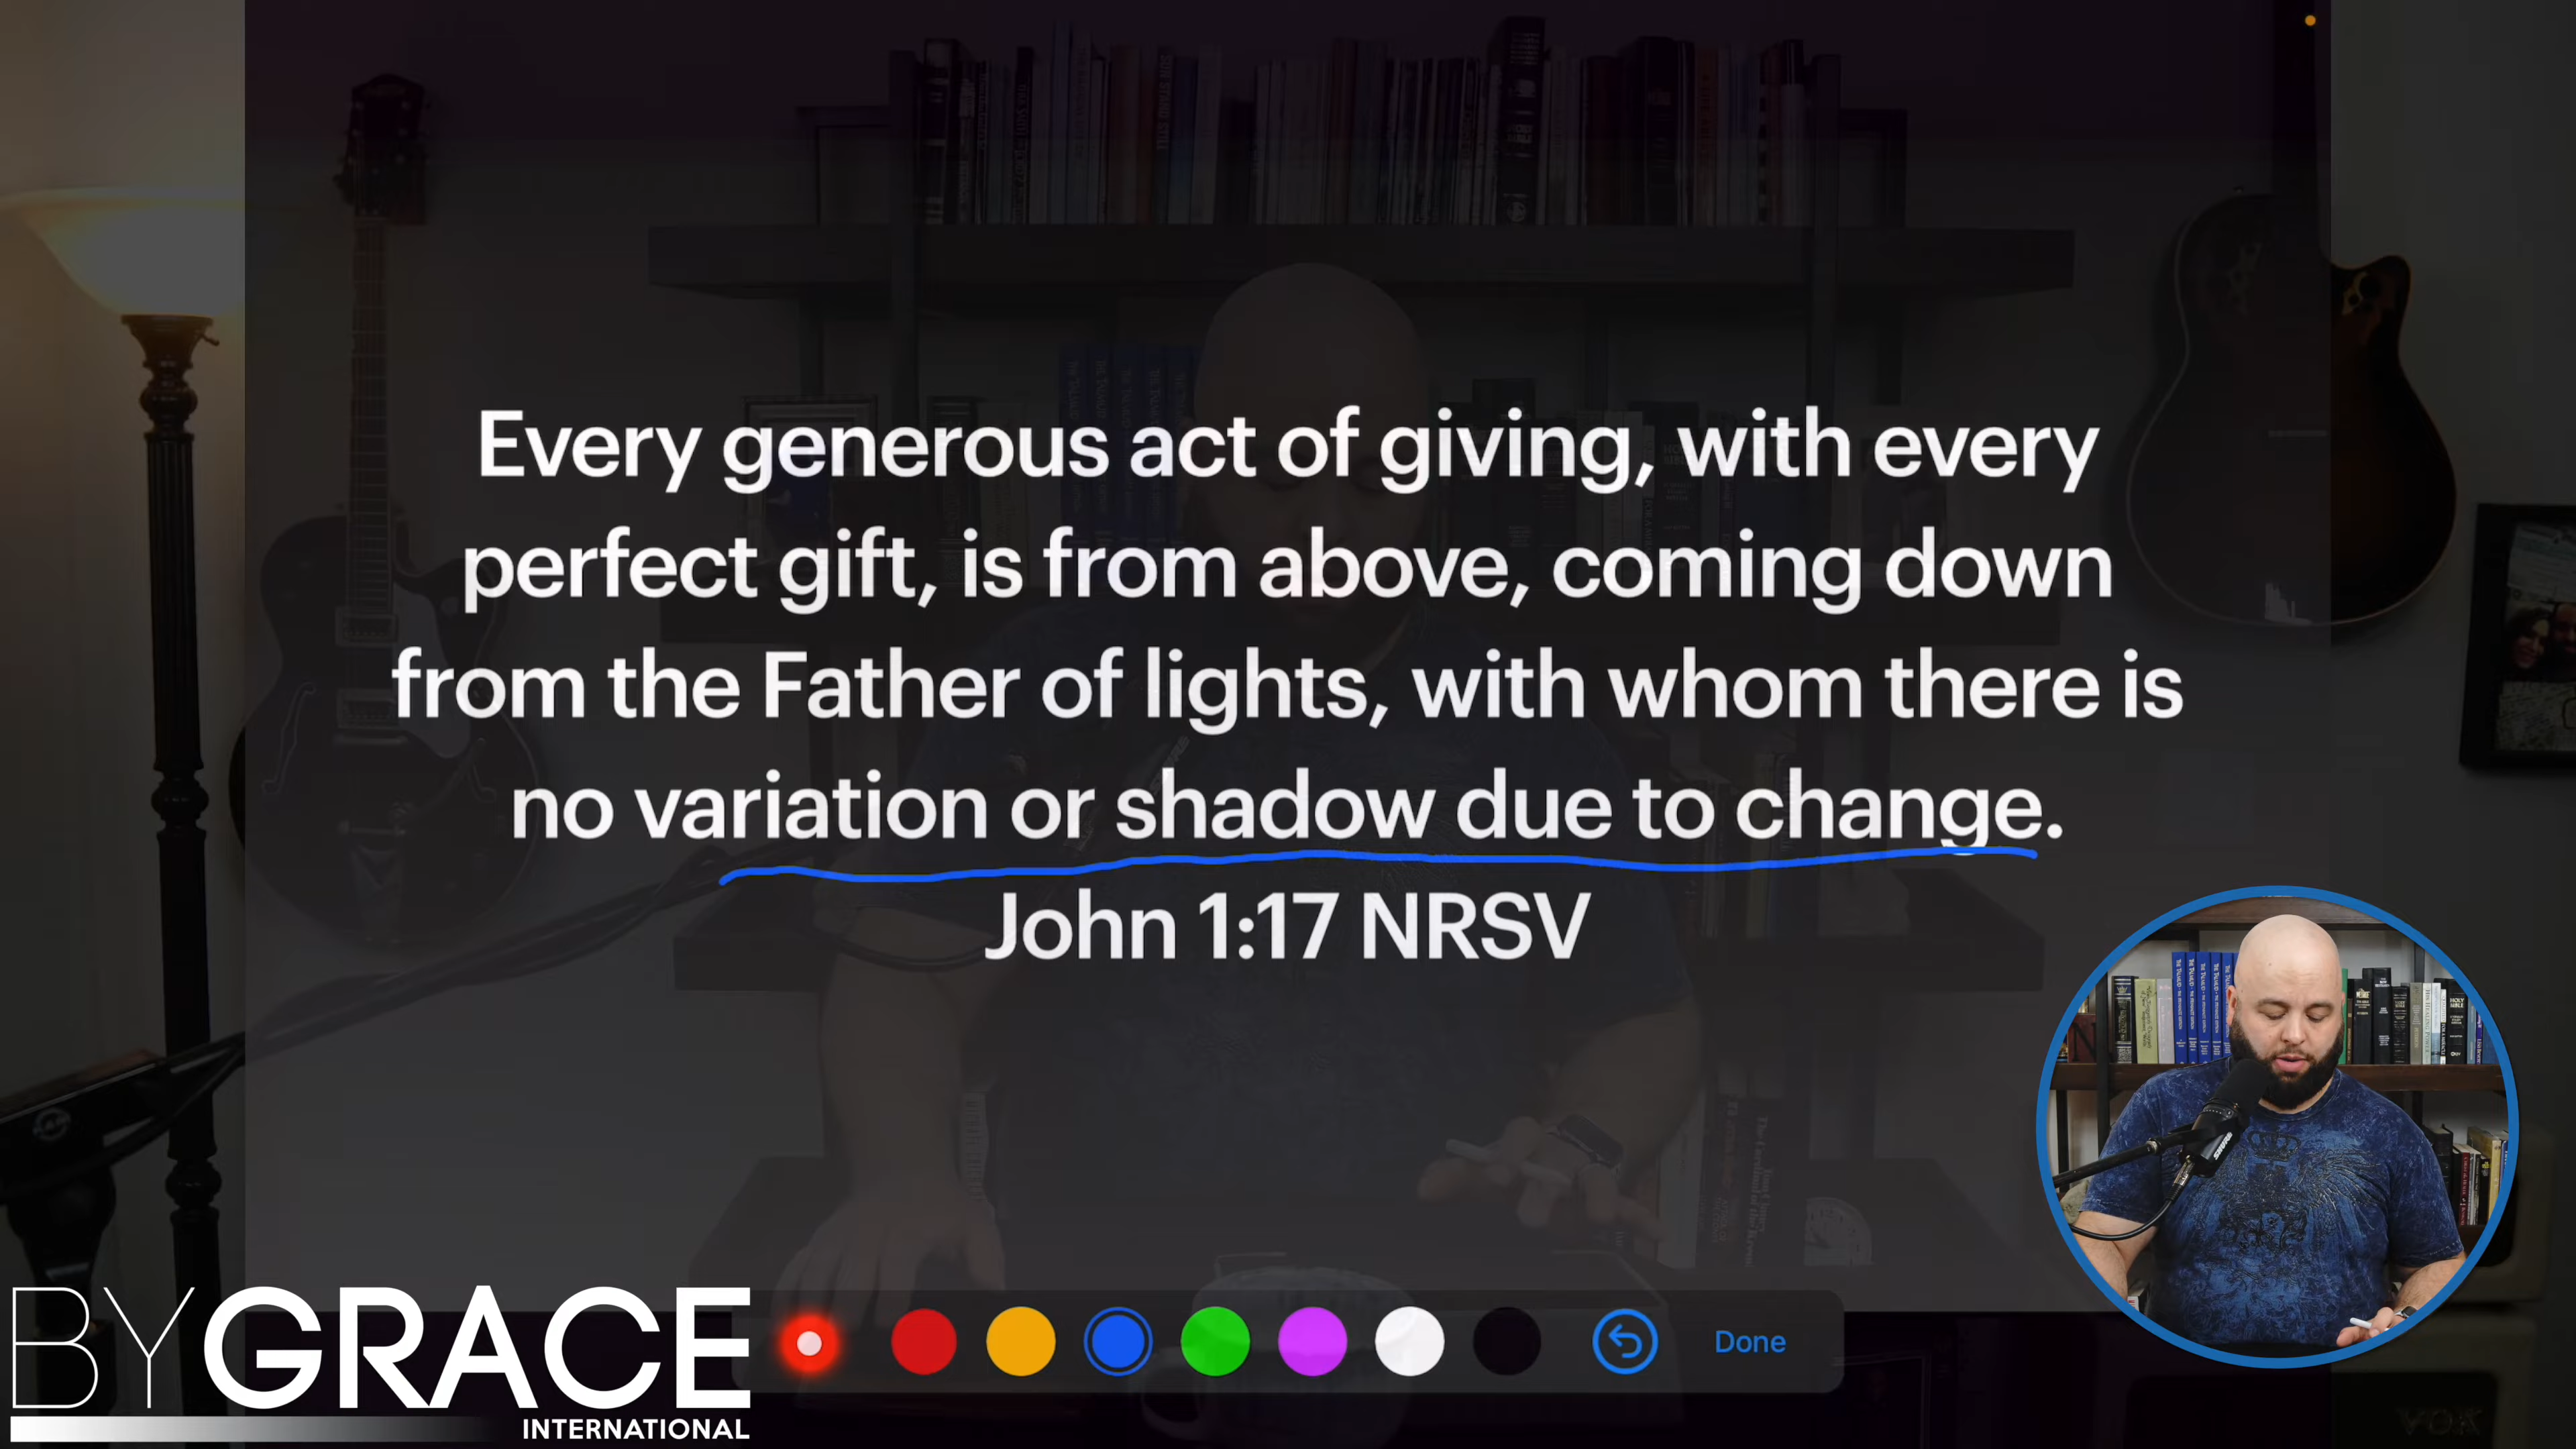 Every generous act of giving, with every
perfect gift, is from above, coming down
from the Father of lights, with whom there is
no variation or shadow due to change.
John 1:17 NRSV
BYGRACE
INTERNATIONAL
Done
VOX